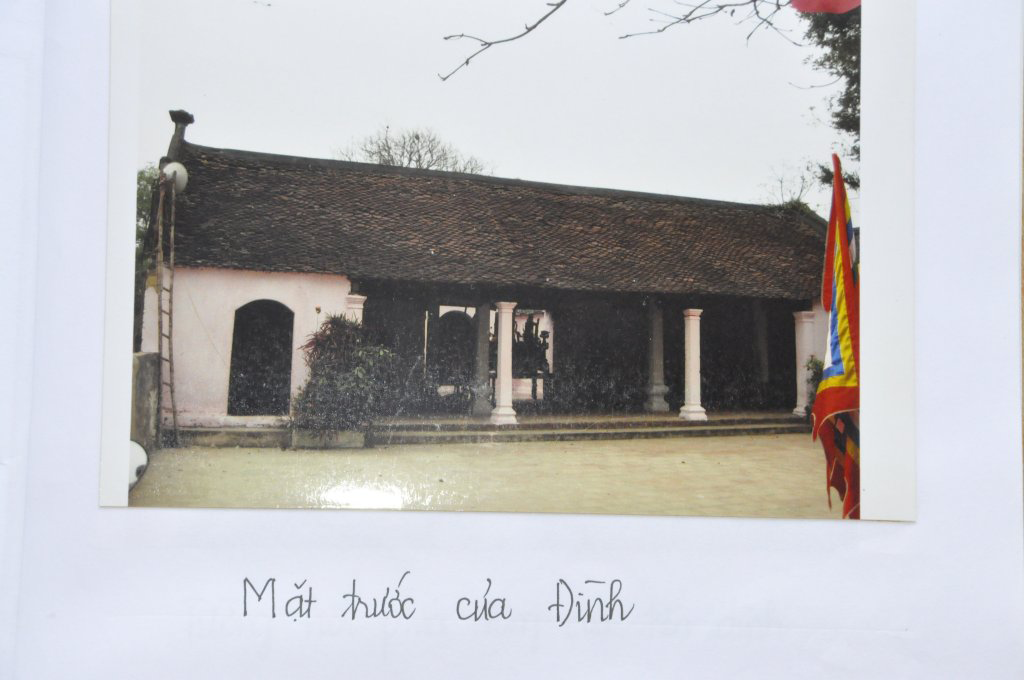 Mặt trước của Đình